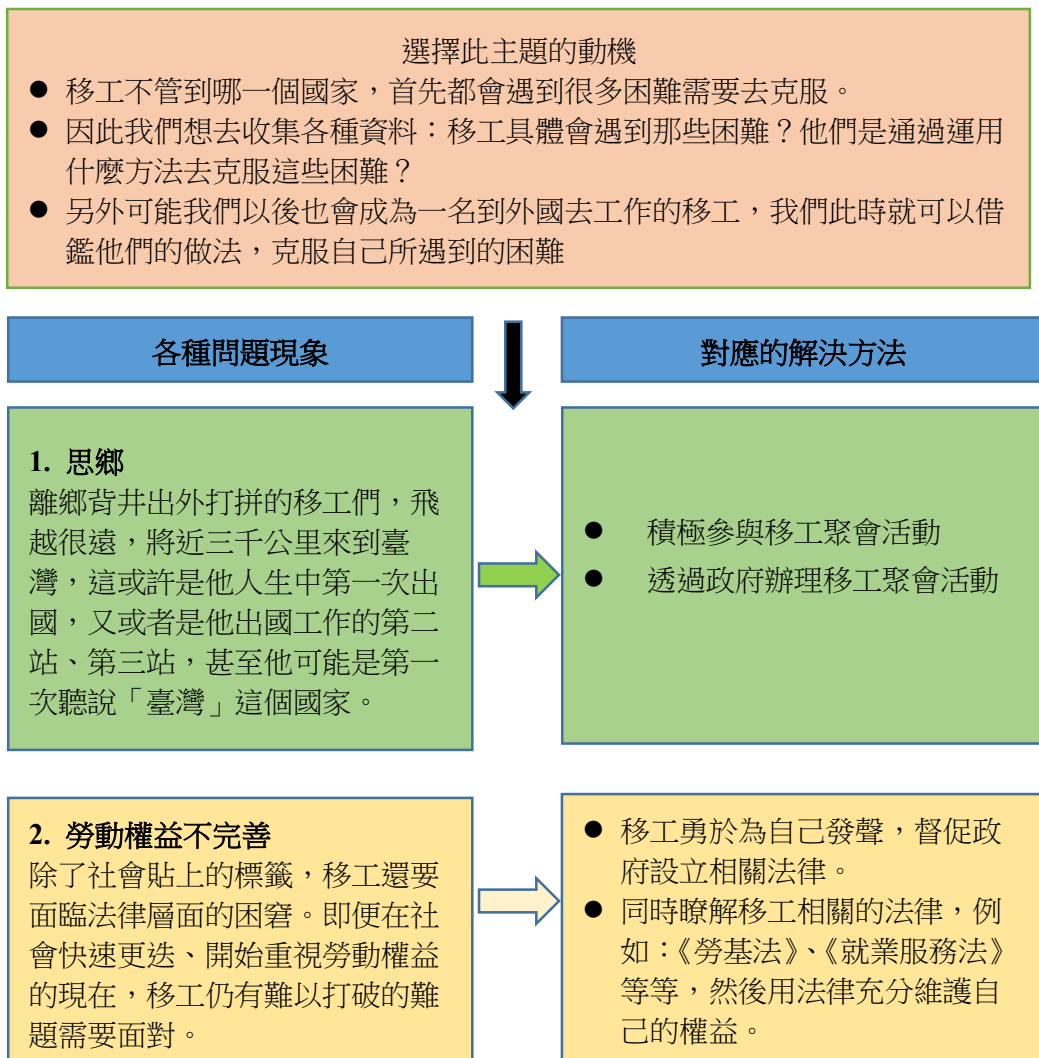 選擇此主題的動機
● 移工不管到哪一個國家，首先都會遇到很多困難需要去克服。
● 因此我們想去收集各種資料：移工具體會遇到那些困難？他們是通過運用
什麼方法去克服這些困難？
● 另外可能我們以後也會成為一名到外國去工作的移工，我們此時就可以借
鑑他們的做法，克服自己所遇到的困難
各種問題現象
對應的解決方法
1. 思鄉
離鄉背井出外打拼的移工們，飛
越很遠，將近三千公里來到臺
灣，這或許是他人生中第一次出
國，又或者是他出國工作的第二
站、第三站，甚至他可能是第一
次聽說「臺灣」這個國家。
● 積極參與移工聚會活動
● 透過政府辦理移工聚會活動
2. 勞動權益不完善
除了社會貼上的標籤，移工還要
面臨法律層面的困窘。即便在社
會快速更迭、開始重視勞動權益
的現在，移工仍有難以打破的難
題需要面對。
● 移工勇於為自己發聲，督促政
府設立相關法律。
● 同時瞭解移工相關的法律，例
如：《勞基法》、《就業服務法》
等等，然後用法律充分維護自
己的權益。